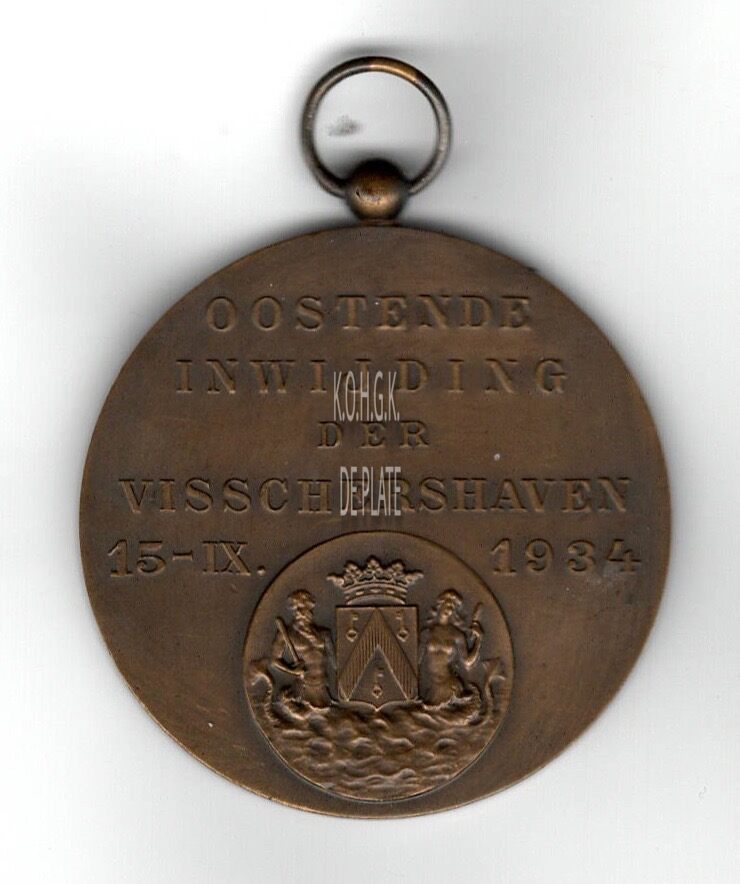 OOSTENDE
INWIJDING
DER
VISSCHERSHAVEN
15-IX. 1934
K.O.H.G.K.
DE PLATE